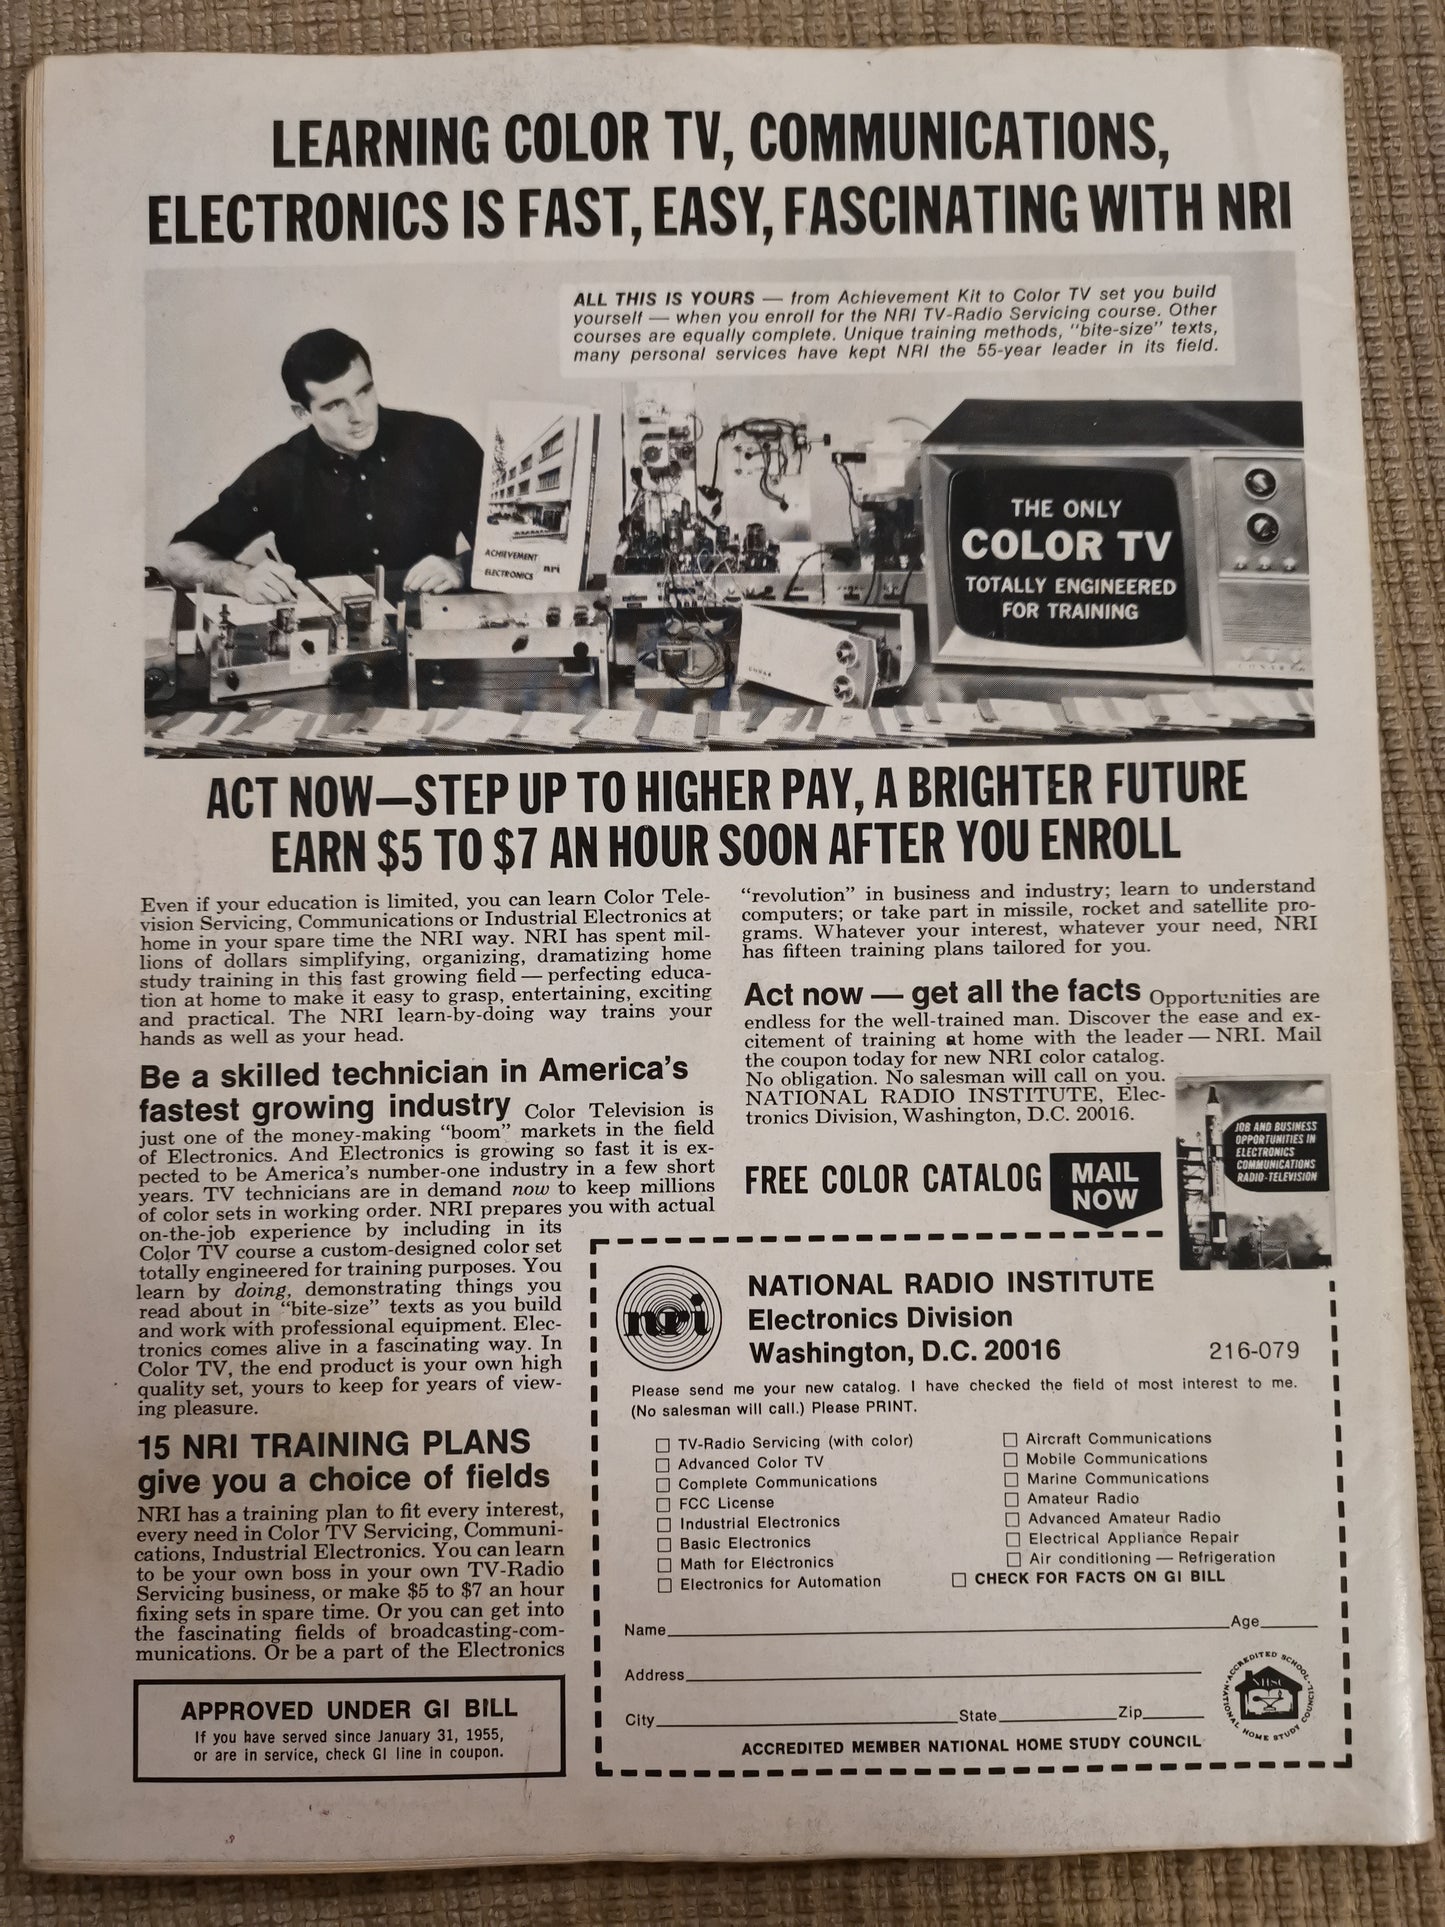 LEARNING COLOR TV, COMMUNICATIONS,
ELECTRONICS IS FAST, EASY, FASCINATING WITH NRI
ALL THIS IS YOURS — from Achievement Kit to Color TV set you build
yourself — when you enroll for the NRI TV-Radio Servicing course. Other
courses are equally complete. Unique training methods, "bite-size" texts,
many personal services have kept NRI the 55-year leader in its field.
ACHIEVEMENT
ELECTRONICS nri
CONAR
THE ONLY
COLOR TV
TOTALLY ENGINEERED
FOR TRAINING
CONAR
ACT NOW—STEP UP TO HIGHER PAY, A BRIGHTER FUTURE
EARN $5 TO $7 AN HOUR SOON AFTER YOU ENROLL
Even if your education is limited, you can learn Color Tele-
vision Servicing, Communications or Industrial Electronics at
home in your spare time the NRI way. NRI has spent mil-
lions of dollars simplifying, organizing, dramatizing home
study training in this fast growing field — perfecting educa-
tion at home to make it easy to grasp, entertaining, exciting
and practical. The NRI learn-by-doing way trains your
hands as well as your head.
Be a skilled technician in America's
fastest growing industry Color Television is
just one of the money-making "boom" markets in the field
of Electronics. And Electronics is growing so fast it is ex-
pected to be America's number-one industry in a few short
years. TV technicians are in demand now to keep millions
of color sets in working order. NRI prepares you with actual
on-the-job experience by including in its
Color TV course a custom-designed color set
totally engineered for training purposes. You
learn by doing, demonstrating things you
read about in "bite-size" texts as you build
and work with professional equipment. Elec-
tronics comes alive in a fascinating way. In
Color TV, the end product is your own high
quality set, yours to keep for years of view-
ing pleasure.
15 NRI TRAINING PLANS
give you a choice of fields
NRI has a training plan to fit every interest,
every need in Color TV Servicing, Communi-
cations, Industrial Electronics. You can learn
to be your own boss in your own TV-Radio
Servicing business, or make $5 to $7 an hour
fixing sets in spare time. Or you can get into
the fascinating fields of broadcasting-com-
munications. Or be a part of the Electronics
APPROVED UNDER GI BILL
If you have served since January 31, 1955,
or are in service, check GI line in coupon.
"revolution" in business and industry; learn to understand
computers; or take part in missile, rocket and satellite pro-
grams. Whatever your interest, whatever your need, NRI
has fifteen training plans tailored for you.
Act now — get all the facts Opportunities are
endless for the well-trained man. Discover the ease and ex-
citement of training at home with the leader — NRI. Mail
the coupon today for new NRI color catalog.
No obligation. No salesman will call on you.
NATIONAL RADIO INSTITUTE, Elec-
tronics Division, Washington, D.C. 20016.
JOB AND BUSINESS
OPPORTUNITIES IN
ELECTRONICS
COMMUNICATIONS
RADIO-TELEVISION
FREE COLOR CATALOG MAIL
NOW
nri
NATIONAL RADIO INSTITUTE
Electronics Division
Washington, D.C. 20016 216-079
Please send me your new catalog. I have checked the field of most interest to me.
(No salesman will call.) Please PRINT.
TV-Radio Servicing (with color)
Advanced Color TV
Complete Communications
FCC License
Industrial Electronics
Basic Electronics
Math for Electronics
Electronics for Automation
Aircraft Communications
Mobile Communications
Marine Communications
Amateur Radio
Advanced Amateur Radio
Electrical Appliance Repair
Air conditioning — Refrigeration
CHECK FOR FACTS ON GI BILL
Name Age
Address
City State Zip
ACCREDITED MEMBER NATIONAL HOME STUDY COUNCIL
ACCREDITED SCHOOL · NATIONAL HOME STUDY COUNCIL
NHSC